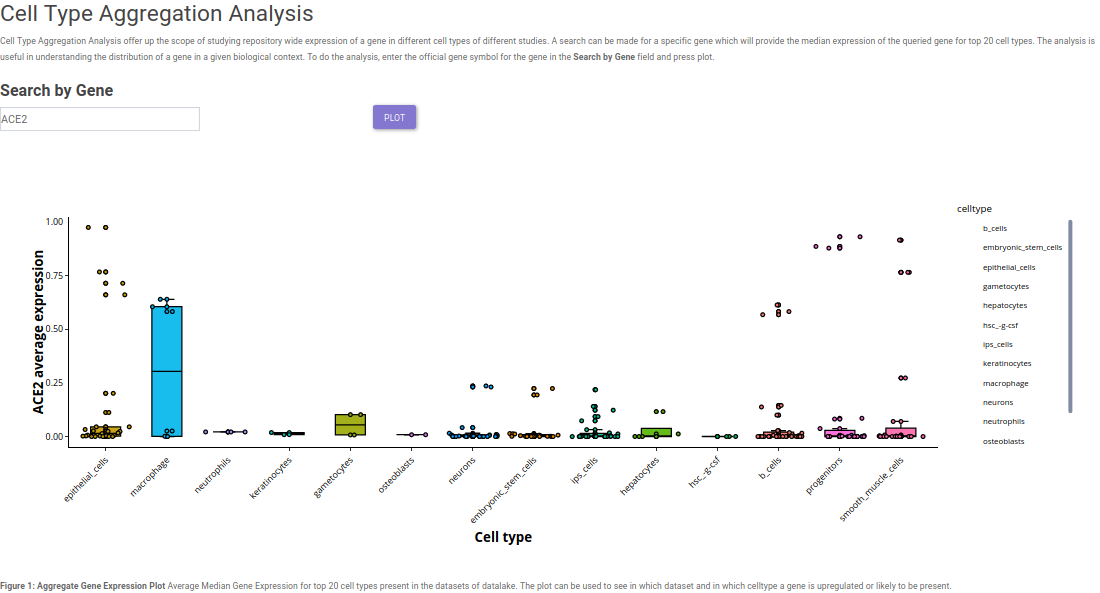 Cell Type Aggregation Analysis
Cell Type Aggregation Analysis offer up the scope of studying repository wide expression of a gene in different cell types of different studies. A search can be made for a specific gene which will provide the median expression of the queried gene for top 20 cell types. The analysis is
useful in understanding the distribution of a gene in a given biological context. To do the analysis, enter the official gene symbol for the gene in the Search by Gene field and press plot.
Search by Gene
ACE2
PLOT
celltype
b_cells
embryonic_stem_cells
epithelial_cells
gametocytes
hepatocytes
hsc_-g-csf
ips_cells
keratinocytes
macrophage
neurons
neutrophils
osteoblasts
ACE2 average expression
1.00
0.75
0.50
0.25
0.00
epithelial_cells
macrophage
neutrophils
keratinocytes
gametocytes
osteoblasts
neurons
embryonic_stem_cells
ips_cells
hepatocytes
hsc_-g-csf
b_cells
progenitors
smooth_muscle_cells
Cell type
Figure 1: Aggregate Gene Expression Plot Average Median Gene Expression for top 20 cell types present in the datasets of datalake. The plot can be used to see in which dataset and in which celltype a gene is upregulated or likely to be present.